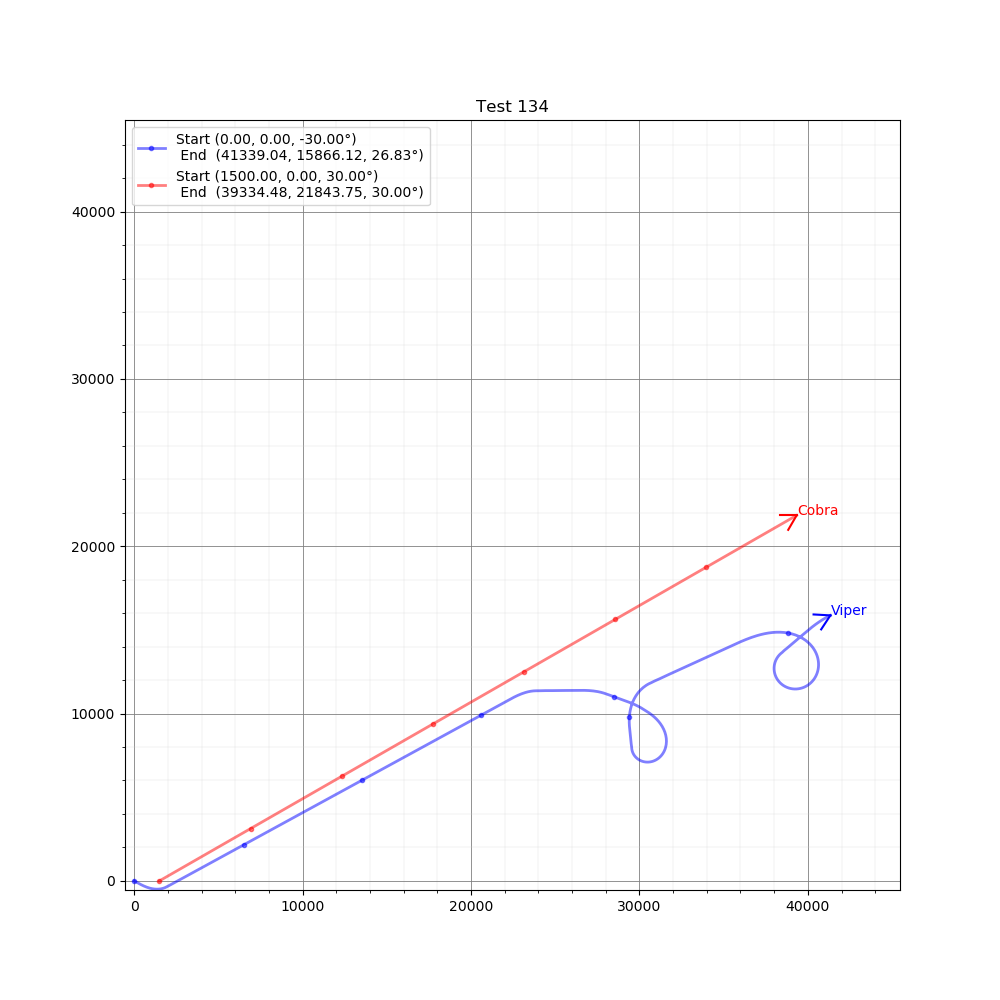 Test 134
Start (0.00, 0.00, -30.00°)
End (41339.04, 15866.12, 26.83°)
Start (1500.00, 0.00, 30.00°)
End (39334.48, 21843.75, 30.00°)
40000
30000
20000
10000
0
Cobra
Viper
0
10000
20000
30000
40000